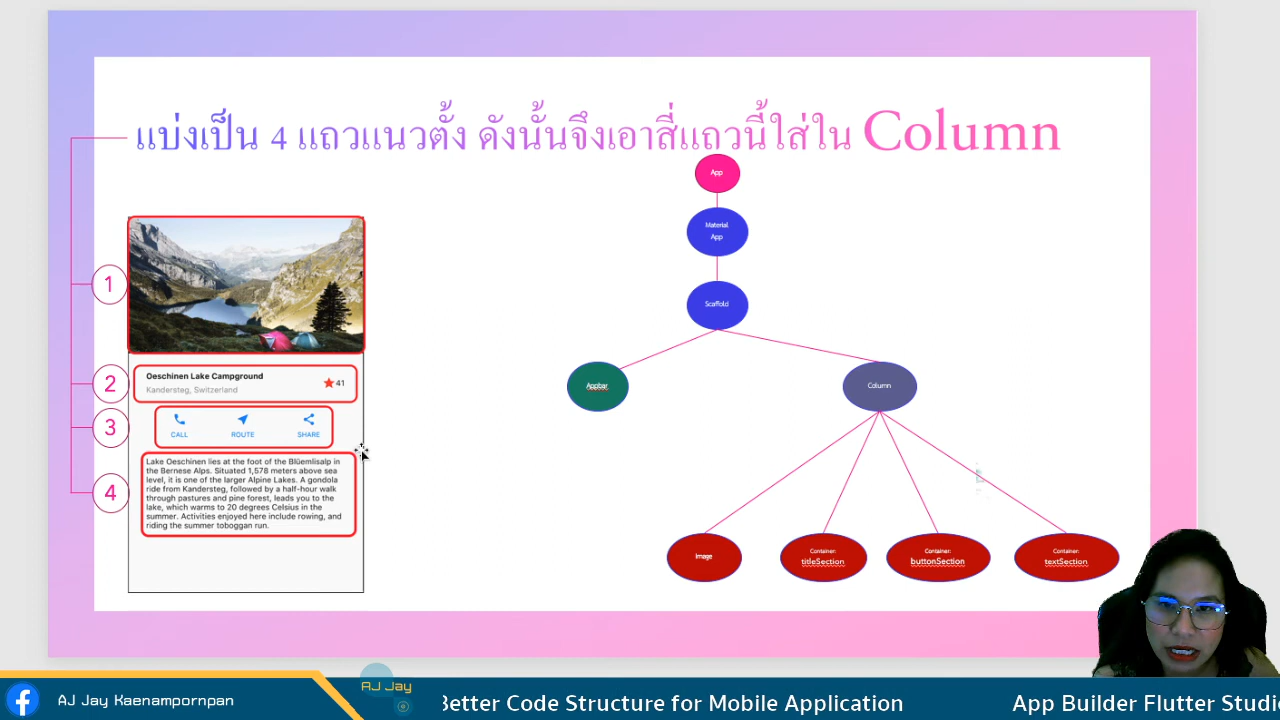 แบ่งเป็น 4 แถวแนวตั้ง ดังนั้นจึงเอาสี่แถวนี้ใส่ใน Column
1
2
Oeschinen Lake Campground
Kandersteg, Switzerland
41
3
CALL
ROUTE
SHARE
4
Lake Oeschinen lies at the foot of the Blüemlisalp in
the Bernese Alps. Situated 1,578 meters above sea
level, it is one of the larger Alpine Lakes. A gondola
ride from Kandersteg, followed by a half-hour walk
through pastures and pine forest, leads you to the
lake, which warms to 20 degrees Celsius in the
summer. Activities enjoyed here include rowing, and
riding the summer toboggan run.
App
Material
App
Scaffold
Appbar
Column
Image
Container:
titleSection
Container:
buttonSection
Container:
textSection
AJ Jay Kaenampornpan
AJ Jay
Better Code Structure for Mobile Application
App Builder Flutter Studi